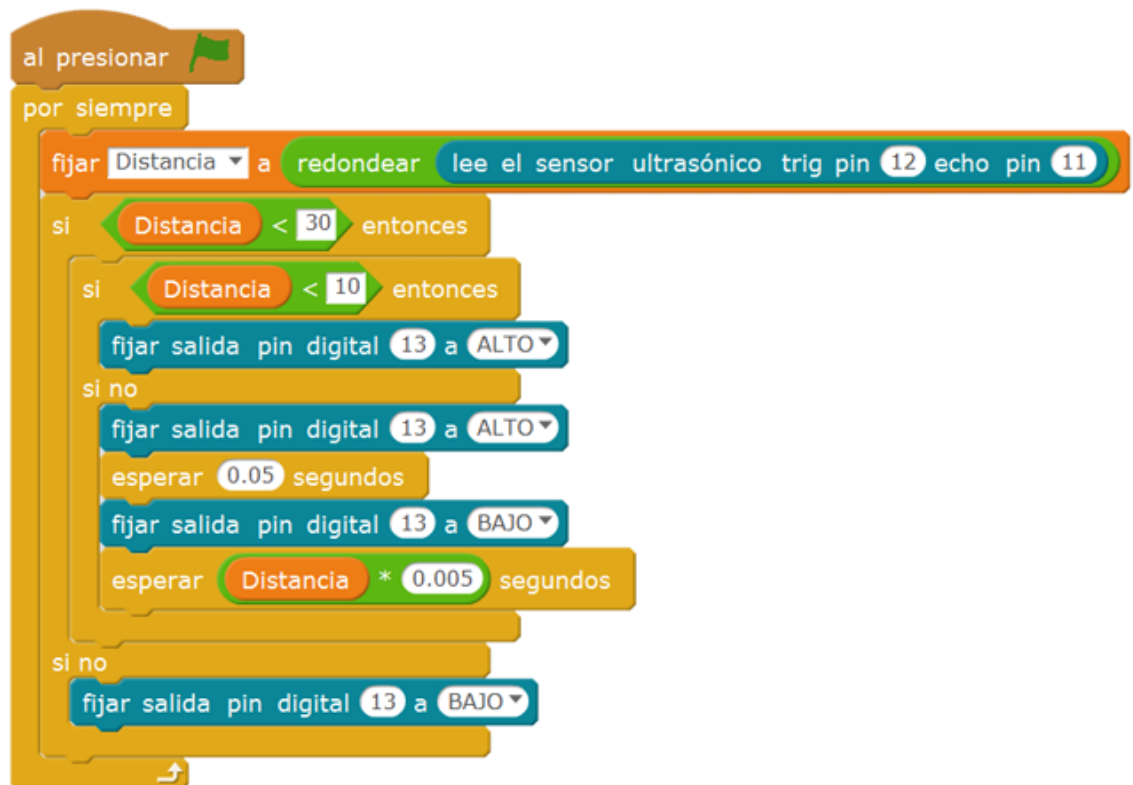 al presionar
por siempre
fijar Distancia a redondear lee el sensor ultrasónico trig pin 12 echo pin 11
si Distancia < 30 entonces
si Distancia < 10 entonces
fijar salida pin digital 13 a ALTO
si no
fijar salida pin digital 13 a ALTO
esperar 0.05 segundos
fijar salida pin digital 13 a BAJO
esperar Distancia * 0.005 segundos
si no
fijar salida pin digital 13 a BAJO